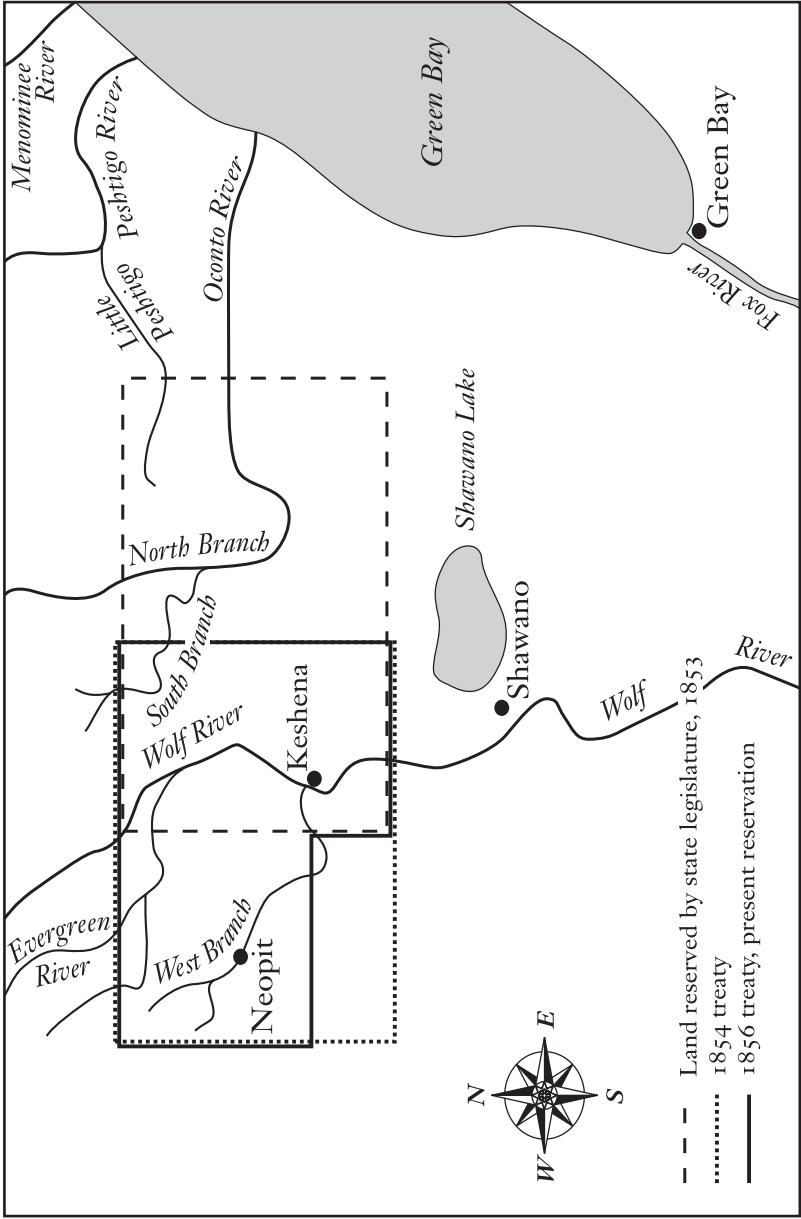 Menominee
River
Peshtigo River
Little
Peshtigo
Oconto River
Green Bay
Green Bay
Fox River
North Branch
South Branch
Shawano Lake
Shawano
Wolf River
Keshena
Wolf
River
Evergreen
River
West Branch
Neopit
N
W
E
S
Land reserved by state legislature, 1853
1854 treaty
1856 treaty, present reservation